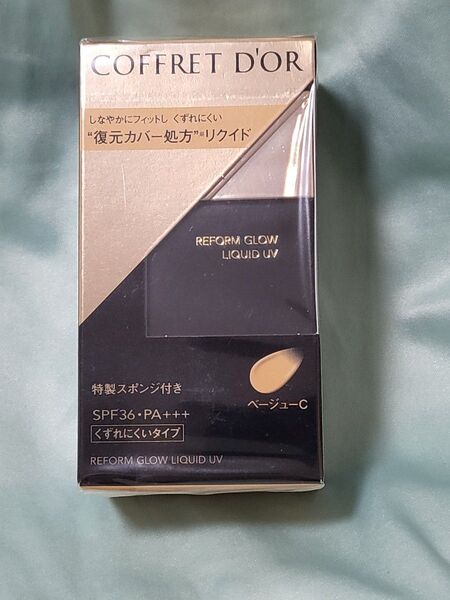 COFFRET D'OR
しなやかにフィットし くずれにくい
“復元カバー処方”※リクイド
REFORM GLOW
LIQUID UV
ベージューC
特製スポンジ付き
SPF36・PA+++
くずれにくいタイプ
REFORM GLOW LIQUID UV